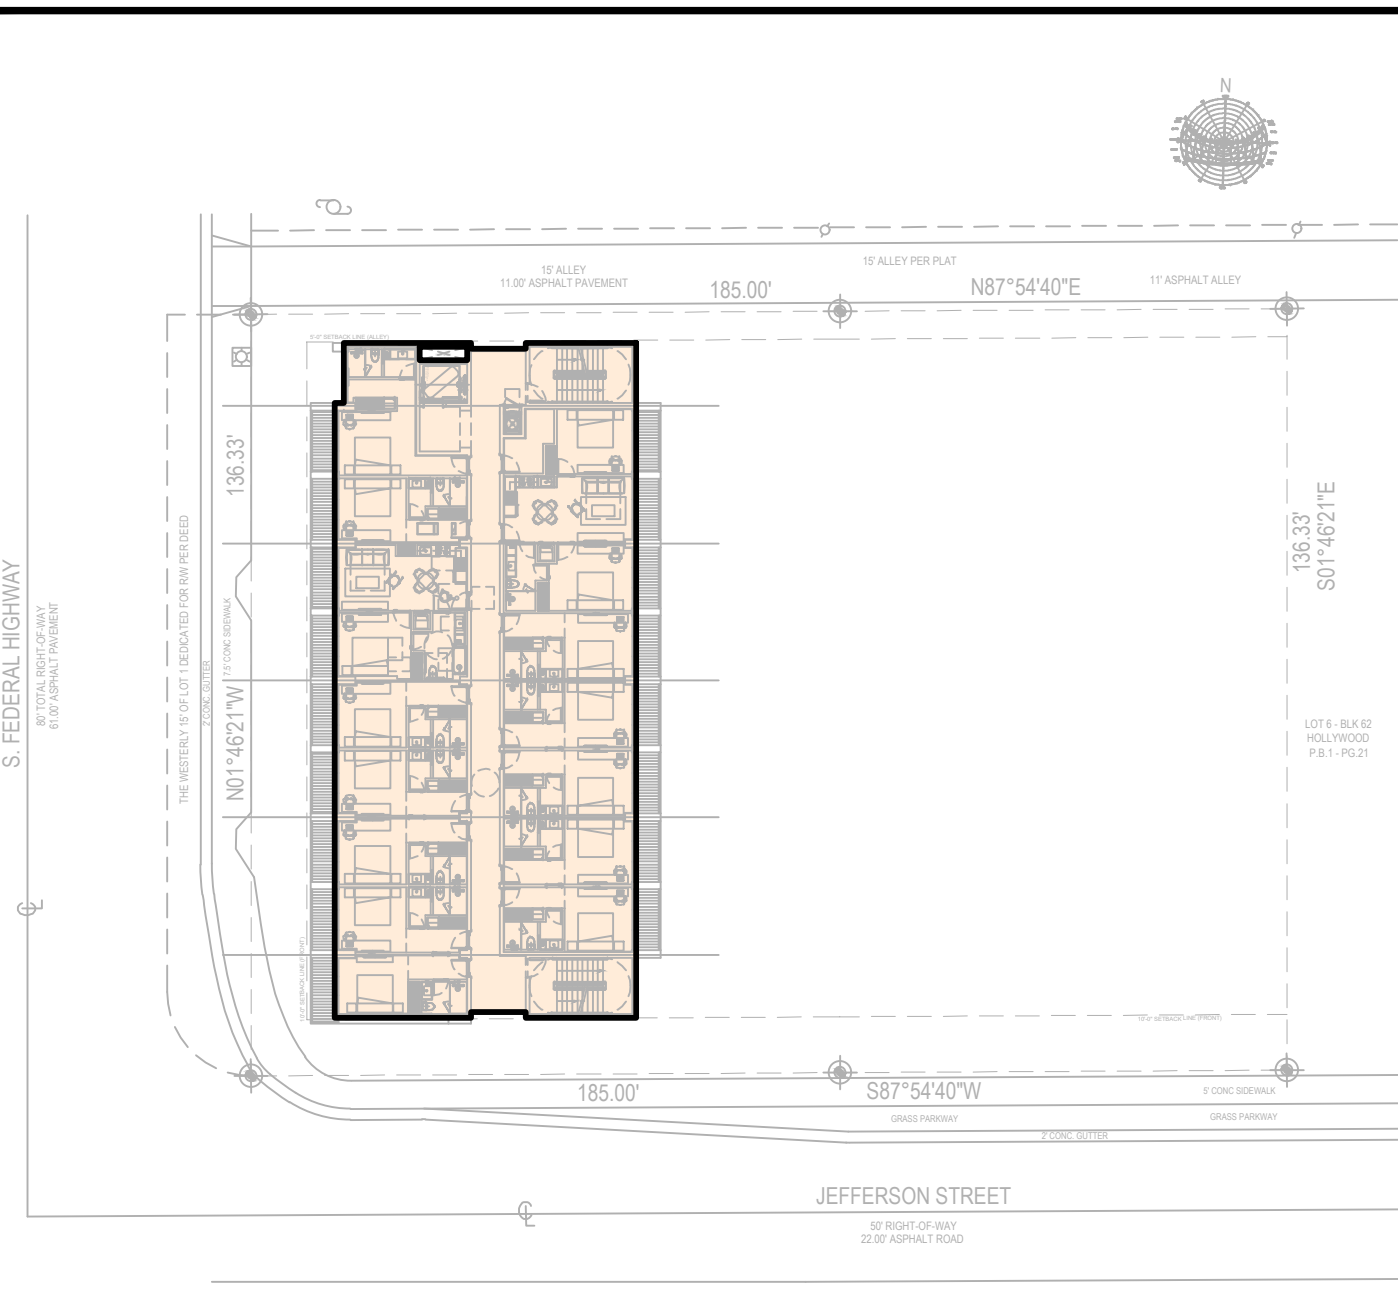 N
15' ALLEY
11.00' ASPHALT PAVEMENT
185.00'
15' ALLEY PER PLAT
N87°54'40"E
11' ASPHALT ALLEY
5'-0" SETBACK LINE (ALLEY)
136.33'
N01°46'21"W
7.5' CONC SIDEWALK
2' CONC. GUTTER
THE WESTERLY 15' OF LOT 1 DEDICATED FOR R/W PER DEED
S. FEDERAL HIGHWAY
80' TOTAL RIGHT-OF-WAY
61.00' ASPHALT PAVEMENT
136.33'
S01°46'21"E
LOT 6 - BLK 62
HOLLYWOOD
P.B.1 - PG.21
10'-0" SETBACK LINE (FRONT)
10'-0" SETBACK LINE (FRONT)
185.00'
S87°54'40"W
5' CONC SIDEWALK
GRASS PARKWAY
GRASS PARKWAY
2' CONC. GUTTER
JEFFERSON STREET
50' RIGHT-OF-WAY
22.00' ASPHALT ROAD